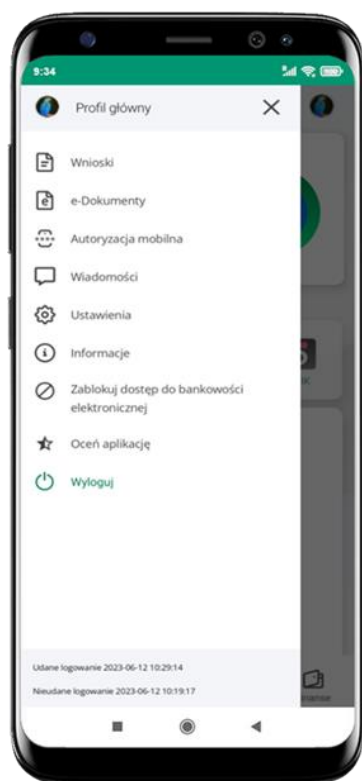 9:34
Profil główny
Wnioski
e-Dokumenty
Autoryzacja mobilna
Wiadomości
Ustawienia
Informacje
Zablokuj dostęp do bankowości
elektronicznej
Oceń aplikację
Wyloguj
Udane logowanie 2023-06-12 10:29:14
Nieudane logowanie 2023-06-12 10:19:17